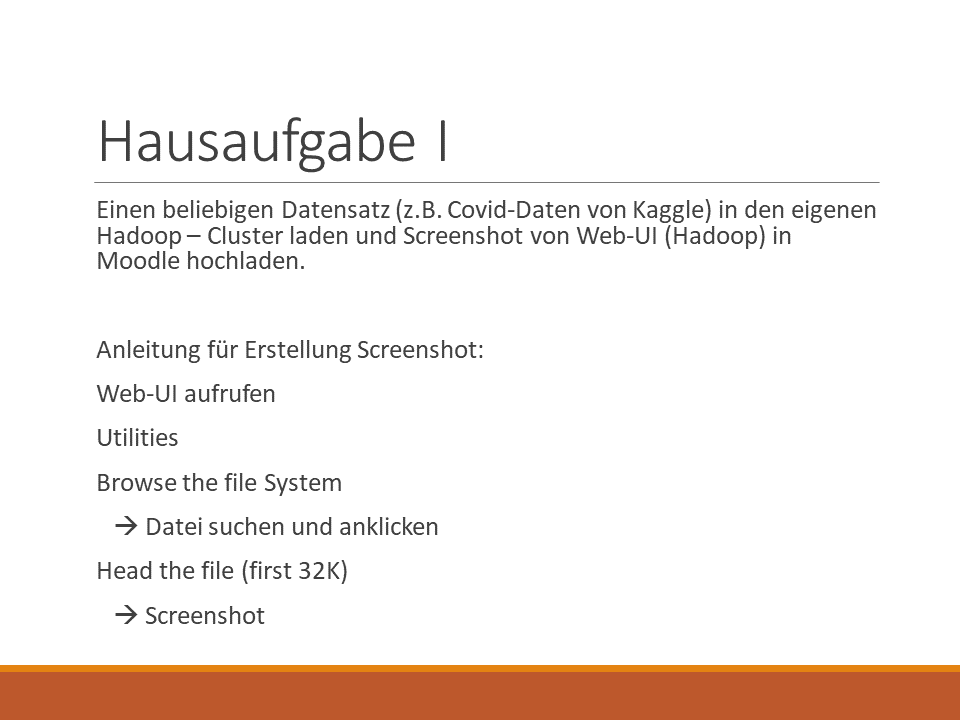 Hausaufgabe I
Einen beliebigen Datensatz (z.B. Covid-Daten von Kaggle) in den eigenen
Hadoop – Cluster laden und Screenshot von Web-UI (Hadoop) in
Moodle hochladen.
Anleitung für Erstellung Screenshot:
Web-UI aufrufen
Utilities
Browse the file System
→ Datei suchen und anklicken
Head the file (first 32K)
→ Screenshot